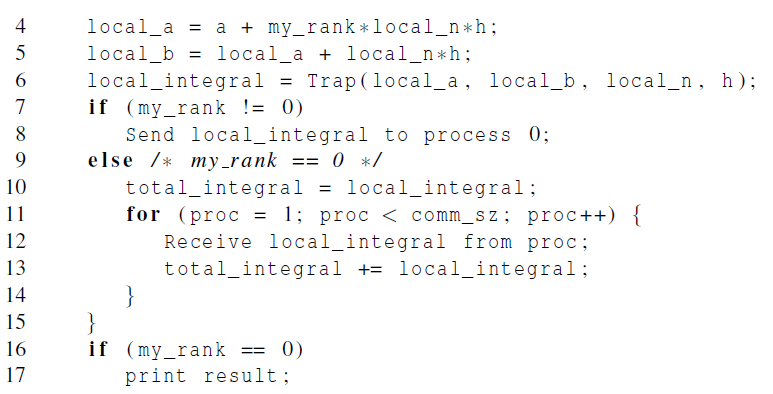 4 local_a = a + my_rank*local_n*h;
5 local_b = local_a + local_n*h;
6 local_integral = Trap(local_a, local_b, local_n, h);
7 if (my_rank != 0)
8 Send local_integral to process 0;
9 else /* my_rank == 0 */
10 total_integral = local_integral;
11 for (proc = 1; proc < comm_sz; proc++) {
12 Receive local_integral from proc;
13 total_integral += local_integral;
14 }
15 }
16 if (my_rank == 0)
17 print result;